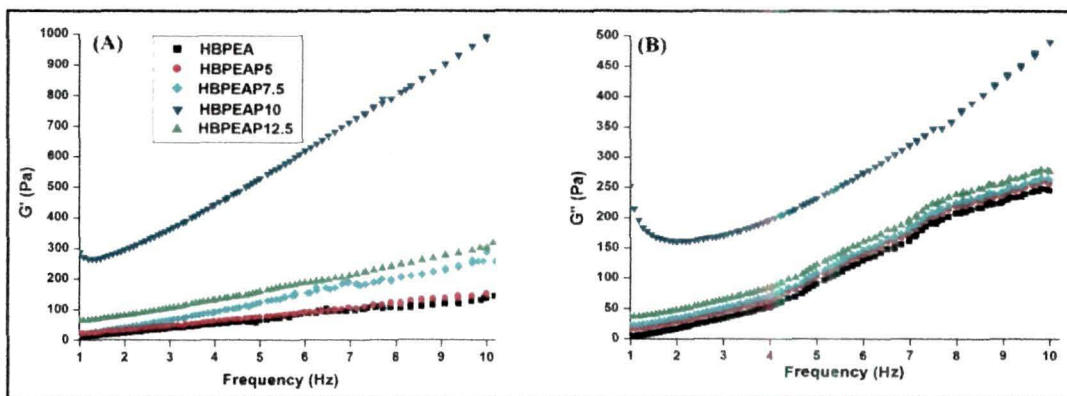 (A)
HBPEA
HBPEAP5
HBPEAP7.5
HBPEAP10
HBPEAP12.5
1000
900
800
700
600
500
400
300
200
100
0
G' (Pa)
1 2 3 4 5 6 7 8 9 10
Frequency (Hz)
(B)
500
450
400
350
300
250
200
150
100
50
0
G'' (Pa)
1 2 3 4 5 6 7 8 9 10
Frequency (Hz)